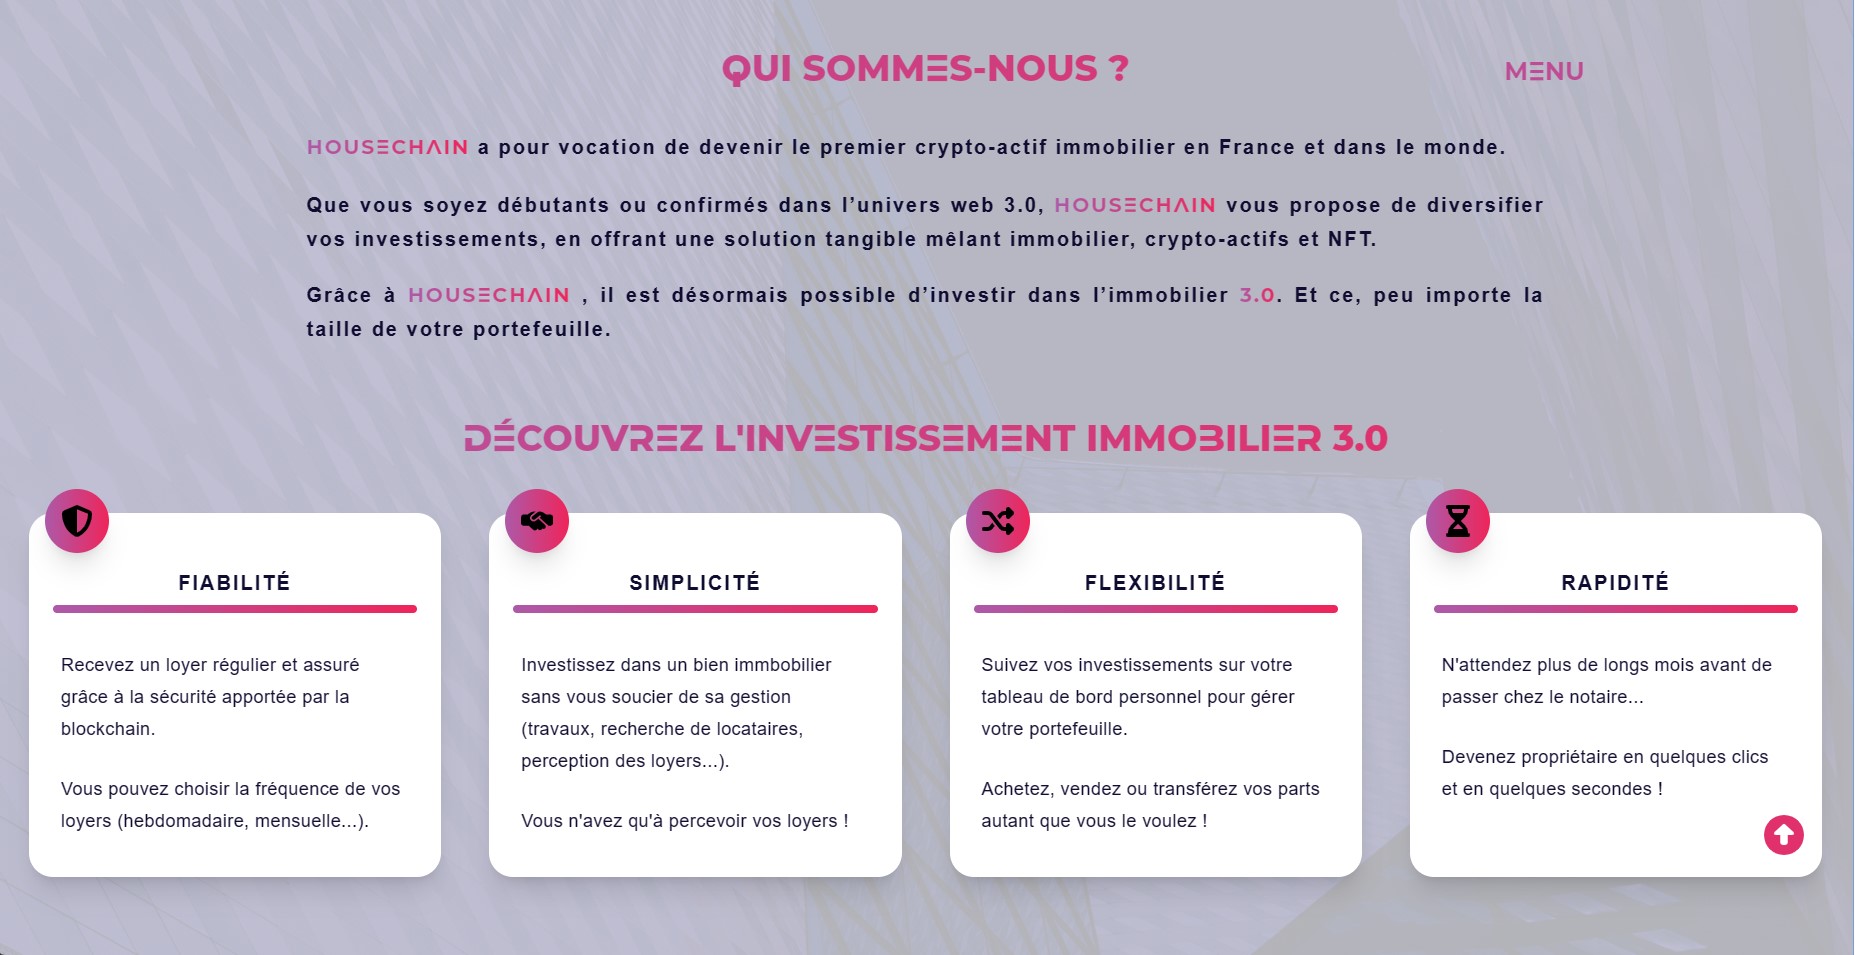 QUI SOMMES-NOUS ?
MENU
HOUSECHAIN a pour vocation de devenir le premier crypto-actif immobilier en France et dans le monde.
Que vous soyez débutants ou confirmés dans l’univers web 3.0, HOUSECHAIN vous propose de diversifier
vos investissements, en offrant une solution tangible mêlant immobilier, crypto-actifs et NFT.
Grâce à HOUSECHAIN , il est désormais possible d’investir dans l’immobilier 3.0. Et ce, peu importe la
taille de votre portefeuille.
DÉCOUVREZ L'INVESTISSEMENT IMMOBILIER 3.0
FIABILITÉ
Recevez un loyer régulier et assuré
grâce à la sécurité apportée par la
blockchain.
Vous pouvez choisir la fréquence de vos
loyers (hebdomadaire, mensuelle...).
SIMPLICITÉ
Investissez dans un bien immbobilier
sans vous soucier de sa gestion
(travaux, recherche de locataires,
perception des loyers...).
Vous n'avez qu'à percevoir vos loyers !
FLEXIBILITÉ
Suivez vos investissements sur votre
tableau de bord personnel pour gérer
votre portefeuille.
Achetez, vendez ou transférez vos parts
autant que vous le voulez !
RAPIDITÉ
N'attendez plus de longs mois avant de
passer chez le notaire...
Devenez propriétaire en quelques clics
et en quelques secondes !